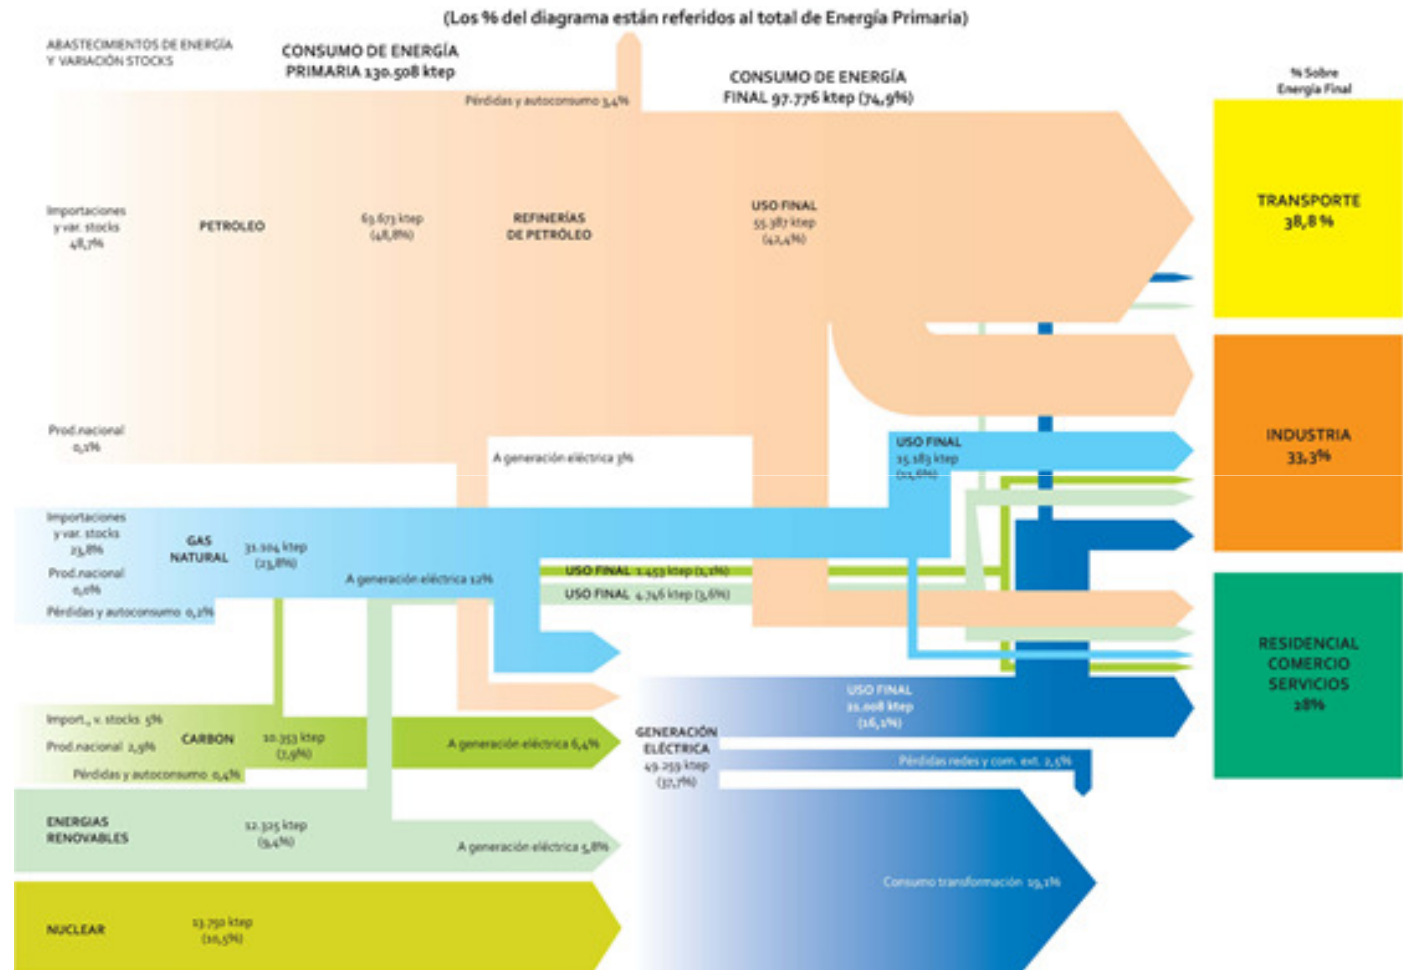 (Los % del diagrama están referidos al total de Energía Primaria)
ABASTECIMIENTOS DE ENERGÍA
Y VARIACIÓN STOCKS
CONSUMO DE ENERGÍA
PRIMARIA 130.508 ktep
Pérdidas y autoconsumo 3,4%
CONSUMO DE ENERGÍA
FINAL 97.776 ktep (74,9%)
% Sobre
Energía Final
Importaciones
y var. stocks
48,7%
PETROLEO
63.673 ktep
(48,8%)
REFINERÍAS
DE PETRÓLEO
USO FINAL
55.387 ktep
(42,4%)
TRANSPORTE
38,8 %
Prod.nacional
0,1%
A generación eléctrica 3%
USO FINAL
15.183 ktep
(11,6%)
INDUSTRIA
33,3%
Importaciones
y var. stocks
23,8%
GAS
NATURAL
31.104 ktep
(23,8%)
Prod.nacional
0,0%
A generación eléctrica 12%
Pérdidas y autoconsumo 0,2%
USO FINAL 1.453 ktep (1,1%)
USO FINAL 4.746 ktep (3,6%)
RESIDENCIAL
COMERCIO
SERVICIOS
28%
Import., v. stocks 5%
Prod.nacional 2,9%
CARBON
10.353 ktep
(7,9%)
A generación eléctrica 6,4%
Pérdidas y autoconsumo 0,4%
USO FINAL
21.008 ktep
(16,1%)
GENERACIÓN
ELÉCTRICA
49.259 ktep
(37,7%)
Pérdidas redes y com. ext. 2,5%
ENERGIAS
RENOVABLES
12.325 ktep
(9,4%)
A generación eléctrica 5,8%
Consumo transformación 19,1%
NUCLEAR
13.750 ktep
(10,5%)